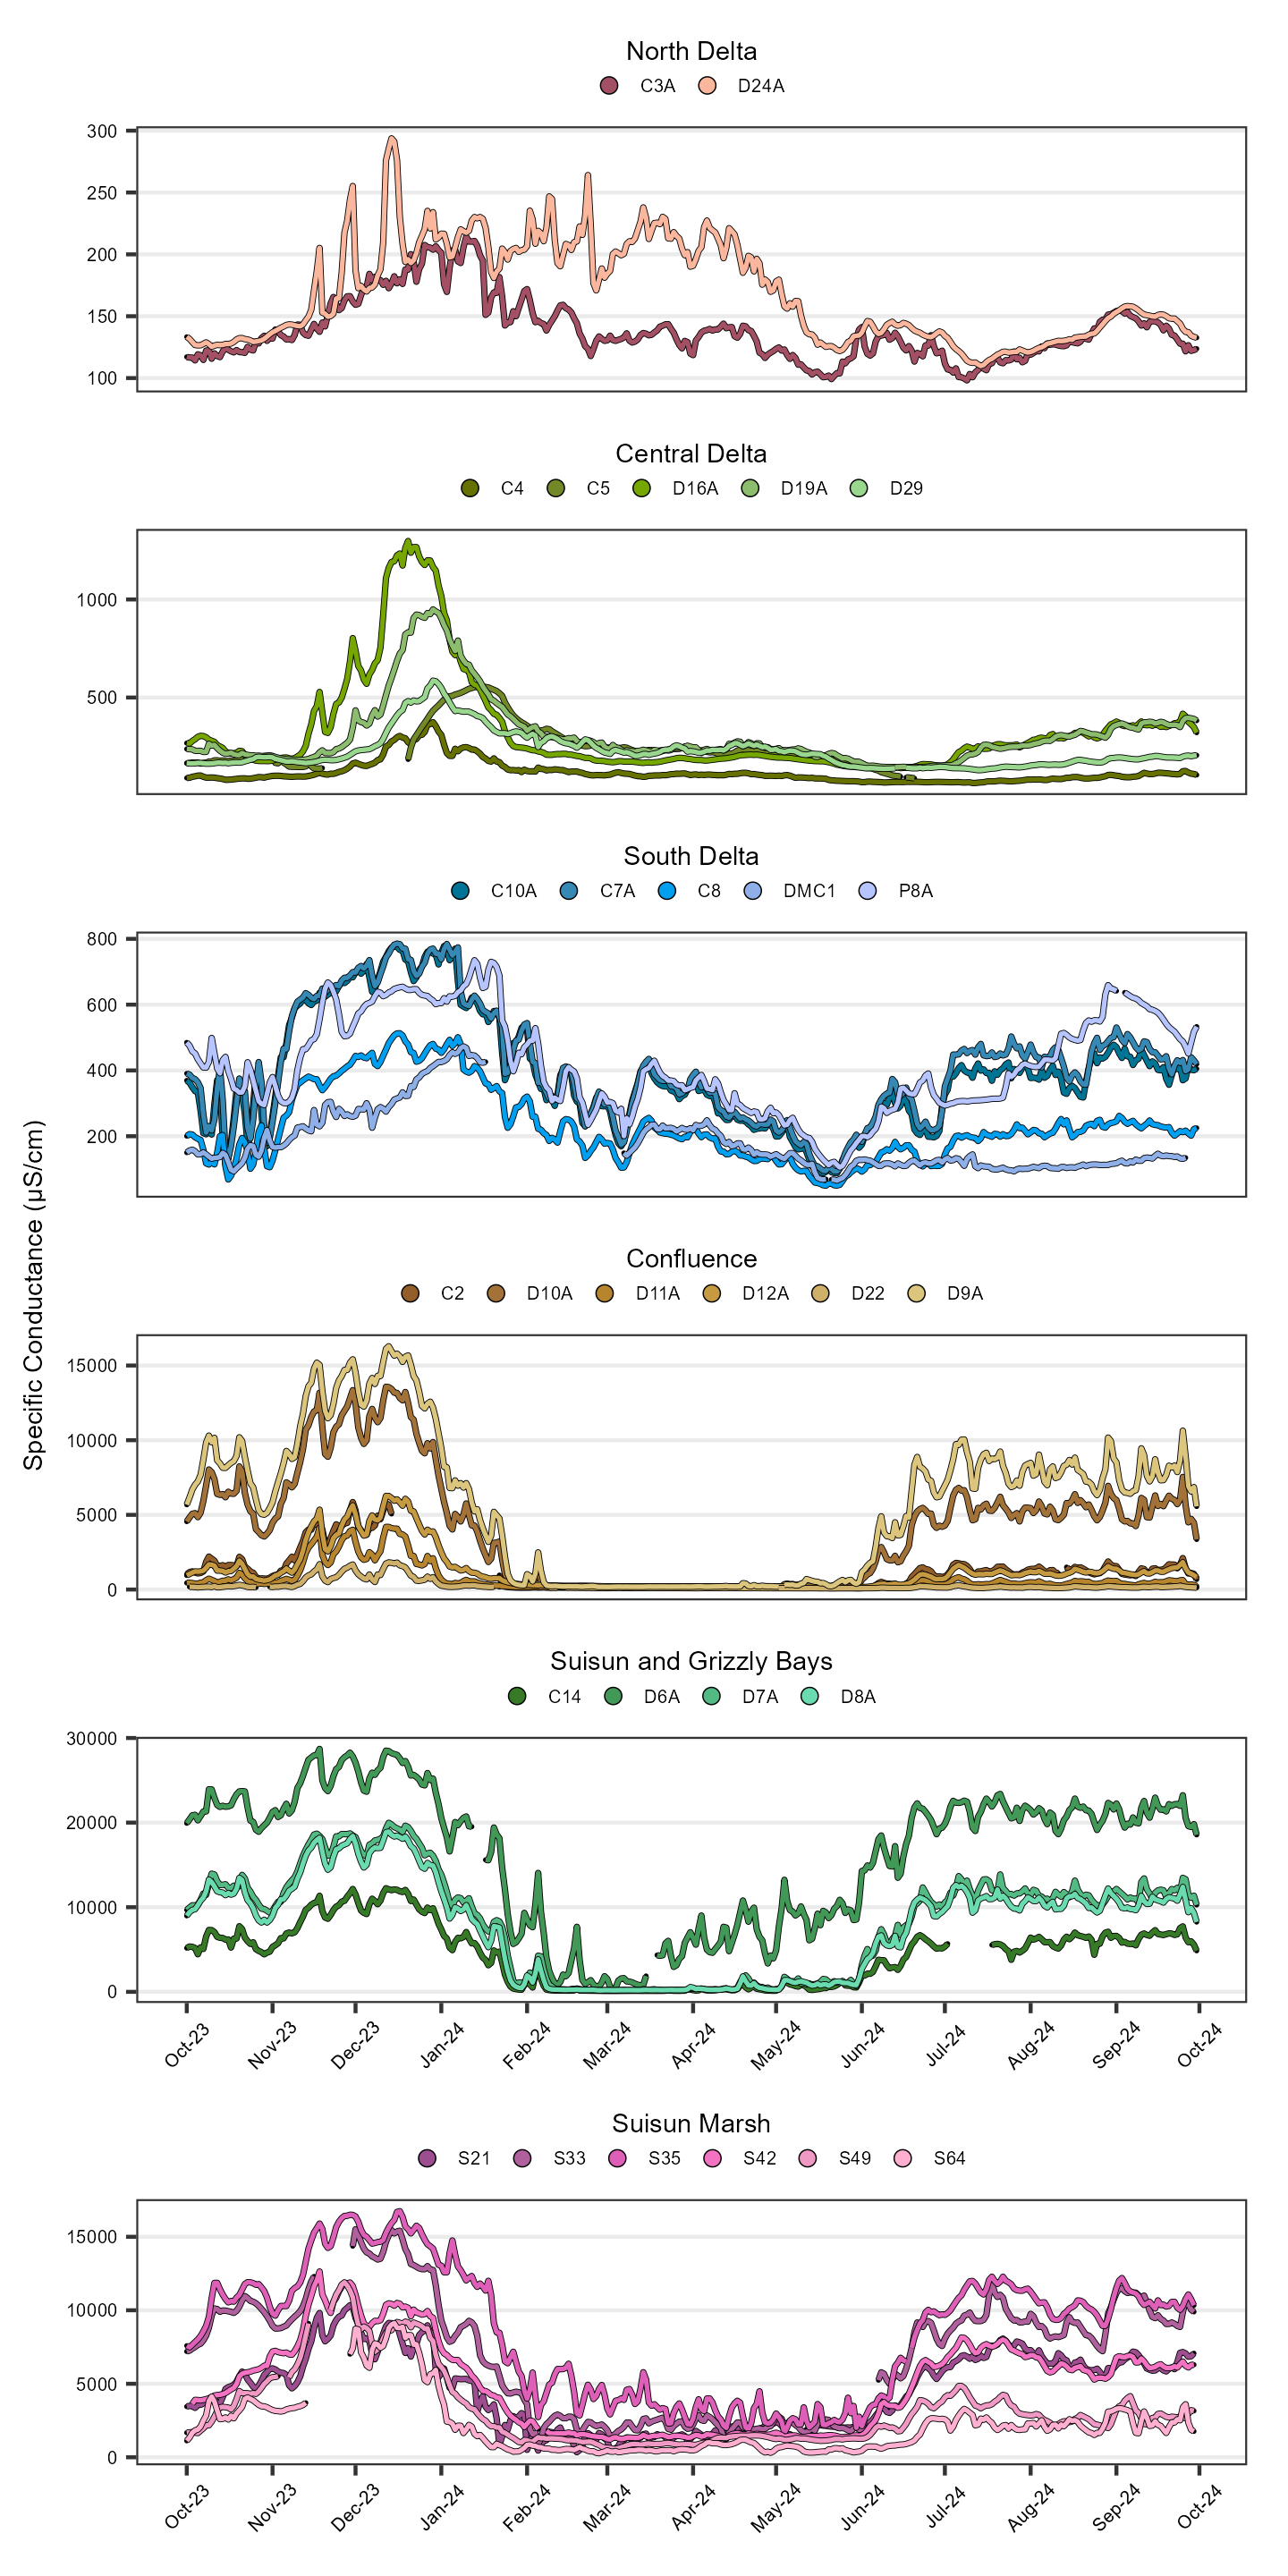 North Delta
C3A D24A
300
250
200
150
100
Central Delta
C4 C5 D16A D19A D29
1000
500
South Delta
C10A C7A C8 DMC1 P8A
800
600
400
200
Specific Conductance (µS/cm)
Confluence
C2 D10A D11A D12A D22 D9A
15000
10000
5000
0
Suisun and Grizzly Bays
C14 D6A D7A D8A
30000
20000
10000
0
Oct-23 Nov-23 Dec-23 Jan-24 Feb-24 Mar-24 Apr-24 May-24 Jun-24 Jul-24 Aug-24 Sep-24 Oct-24
Suisun Marsh
S21 S33 S35 S42 S49 S64
15000
10000
5000
0
Oct-23 Nov-23 Dec-23 Jan-24 Feb-24 Mar-24 Apr-24 May-24 Jun-24 Jul-24 Aug-24 Sep-24 Oct-24